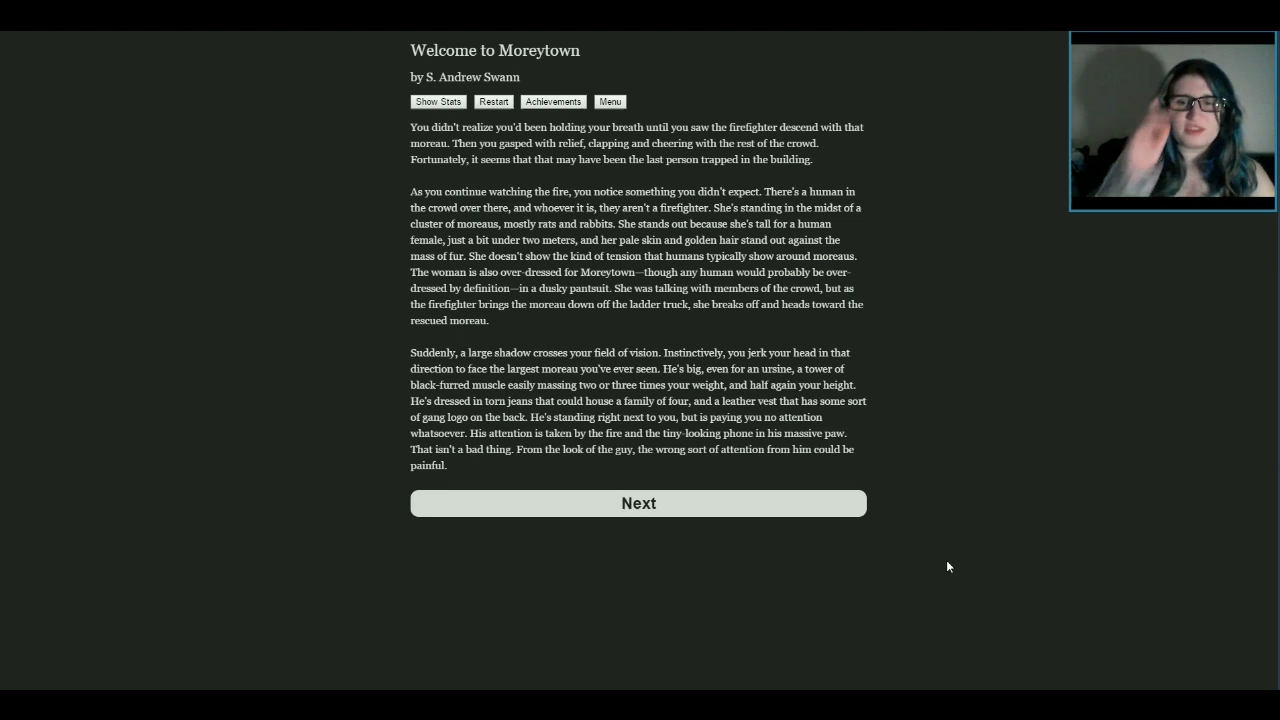 Welcome to Moreytown
by S. Andrew Swann
Show Stats Restart Achievements Menu
You didn't realize you'd been holding your breath until you saw the firefighter descend with that
moreau. Then you gasped with relief, clapping and cheering with the rest of the crowd.
Fortunately, it seems that that may have been the last person trapped in the building.
As you continue watching the fire, you notice something you didn't expect. There's a human in
the crowd over there, and whoever it is, they aren't a firefighter. She's standing in the midst of a
cluster of moreaus, mostly rats and rabbits. She stands out because she's tall for a human
female, just a bit under two meters, and her pale skin and golden hair stand out against the
mass of fur. She doesn't show the kind of tension that humans typically show around moreaus.
The woman is also over-dressed for Moreytown—though any human would probably be over-
dressed by definition—in a dusky pantsuit. She was talking with members of the crowd, but as
the firefighter brings the moreau down off the ladder truck, she breaks off and heads toward the
rescued moreau.
Suddenly, a large shadow crosses your field of vision. Instinctively, you jerk your head in that
direction to face the largest moreau you've ever seen. He's big, even for an ursine, a tower of
black-furred muscle easily massing two or three times your weight, and half again your height.
He's dressed in torn jeans that could house a family of four, and a leather vest that has some sort
of gang logo on the back. He's standing right next to you, but is paying you no attention
whatsoever. His attention is taken by the fire and the tiny-looking phone in his massive paw.
That isn't a bad thing. From the look of the guy, the wrong sort of attention from him could be
painful.
Next